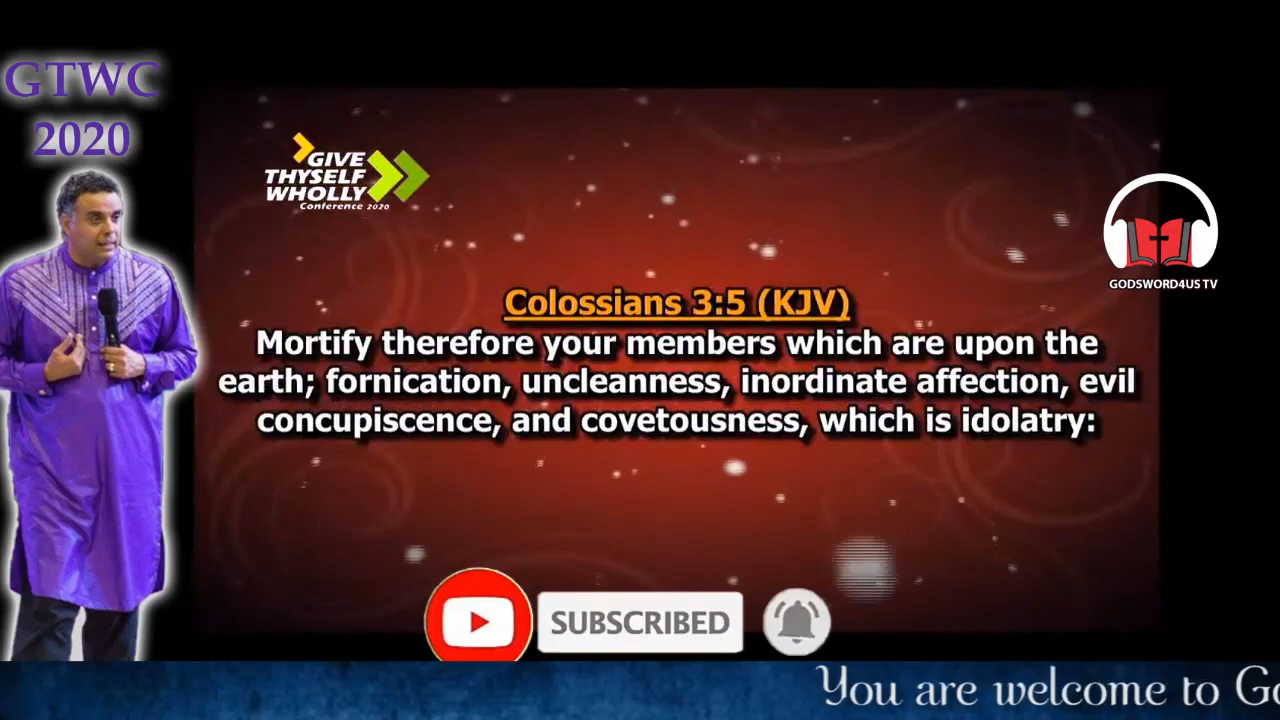 GTWC
2020
GIVE
THYSELF
WHOLLY
Conference 2020
GODSWORD4US TV
Colossians 3:5 (KJV)
Mortify therefore your members which are upon the
earth; fornication, uncleanness, inordinate affection, evil
concupiscence, and covetousness, which is idolatry:
SUBSCRIBED
You are welcome to Go